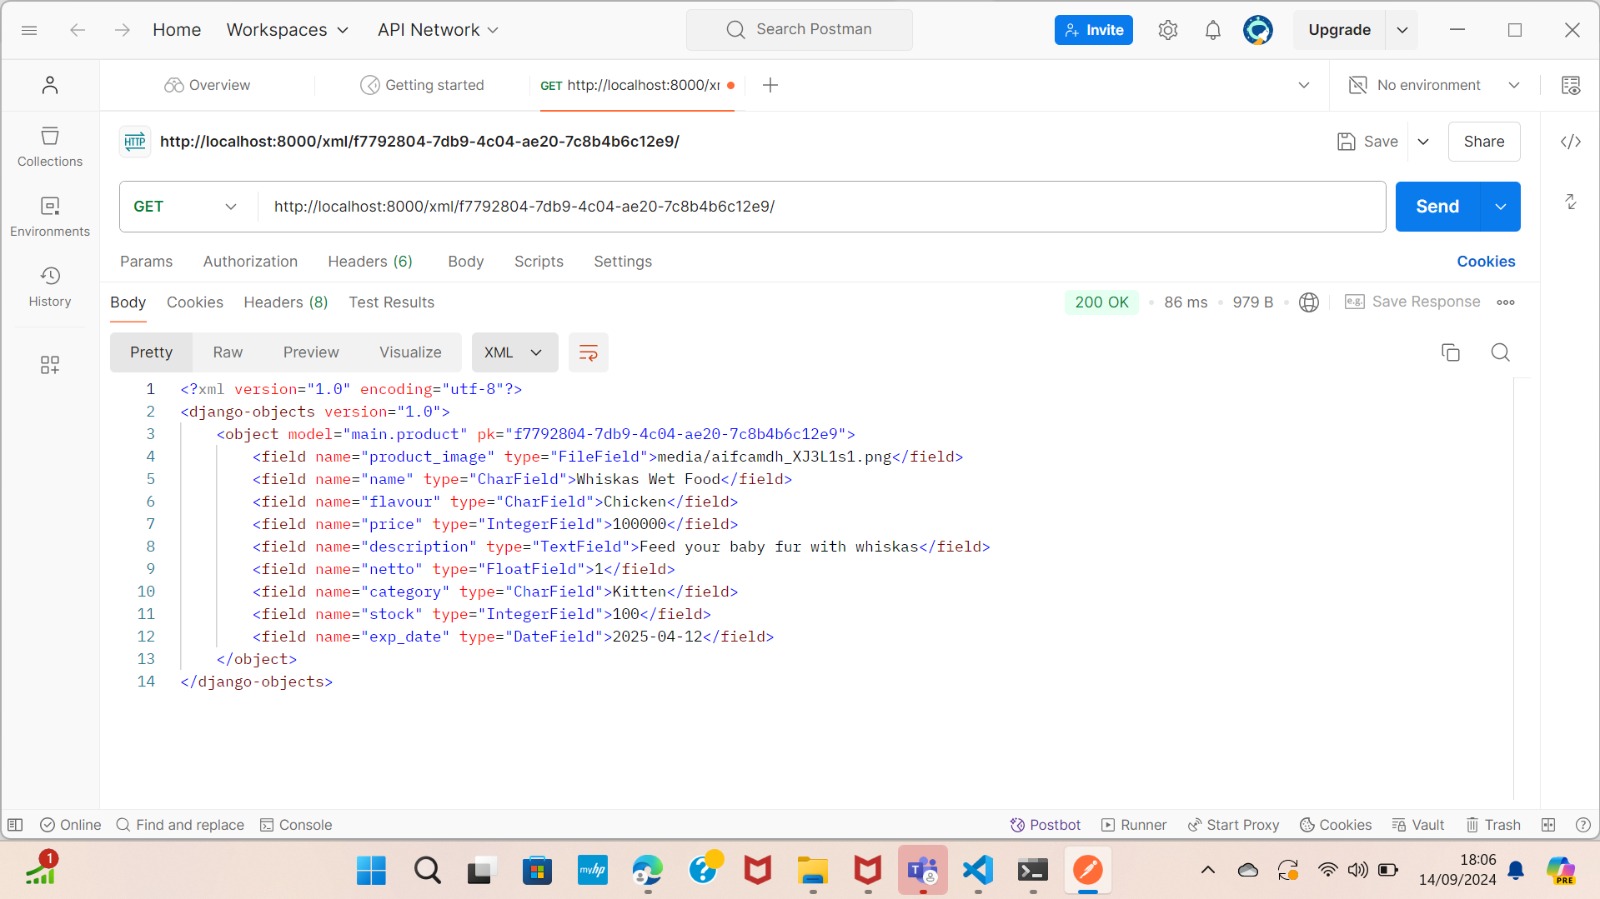 Home Workspaces API Network Search Postman Invite Upgrade
Overview Getting started GET http://localhost:8000/xı No environment
HTTP http://localhost:8000/xml/f7792804-7db9-4c04-ae20-7c8b4b6c12e9/ Save Share
Collections
GET http://localhost:8000/xml/f7792804-7db9-4c04-ae20-7c8b4b6c12e9/ Send
Environments
Params Authorization Headers (6) Body Scripts Settings Cookies
History
Body Cookies Headers (8) Test Results 200 OK 86 ms 979 B e.g. Save Response
Pretty Raw Preview Visualize XML
1 <?xml version="1.0" encoding="utf-8"?>
2 <django-objects version="1.0">
3 <object model="main.product" pk="f7792804-7db9-4c04-ae20-7c8b4b6c12e9">
4 <field name="product_image" type="FileField">media/aifcamdh_XJ3L1s1.png</field>
5 <field name="name" type="CharField">Whiskas Wet Food</field>
6 <field name="flavour" type="CharField">Chicken</field>
7 <field name="price" type="IntegerField">100000</field>
8 <field name="description" type="TextField">Feed your baby fur with whiskas</field>
9 <field name="netto" type="FloatField">1</field>
10 <field name="category" type="CharField">Kitten</field>
11 <field name="stock" type="IntegerField">100</field>
12 <field name="exp_date" type="DateField">2025-04-12</field>
13 </object>
14 </django-objects>
Online Find and replace Console Postbot Runner Start Proxy Cookies Vault Trash
1 myhp T PRE
18:06
14/09/2024